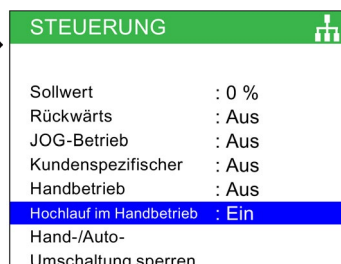 STEUERUNG
Sollwert : 0 %
Rückwärts : Aus
JOG-Betrieb : Aus
Kundenspezifischer : Aus
Handbetrieb : Aus
Hochlauf im Handbetrieb : Ein
Hand-/Auto-
Umschaltung sperren